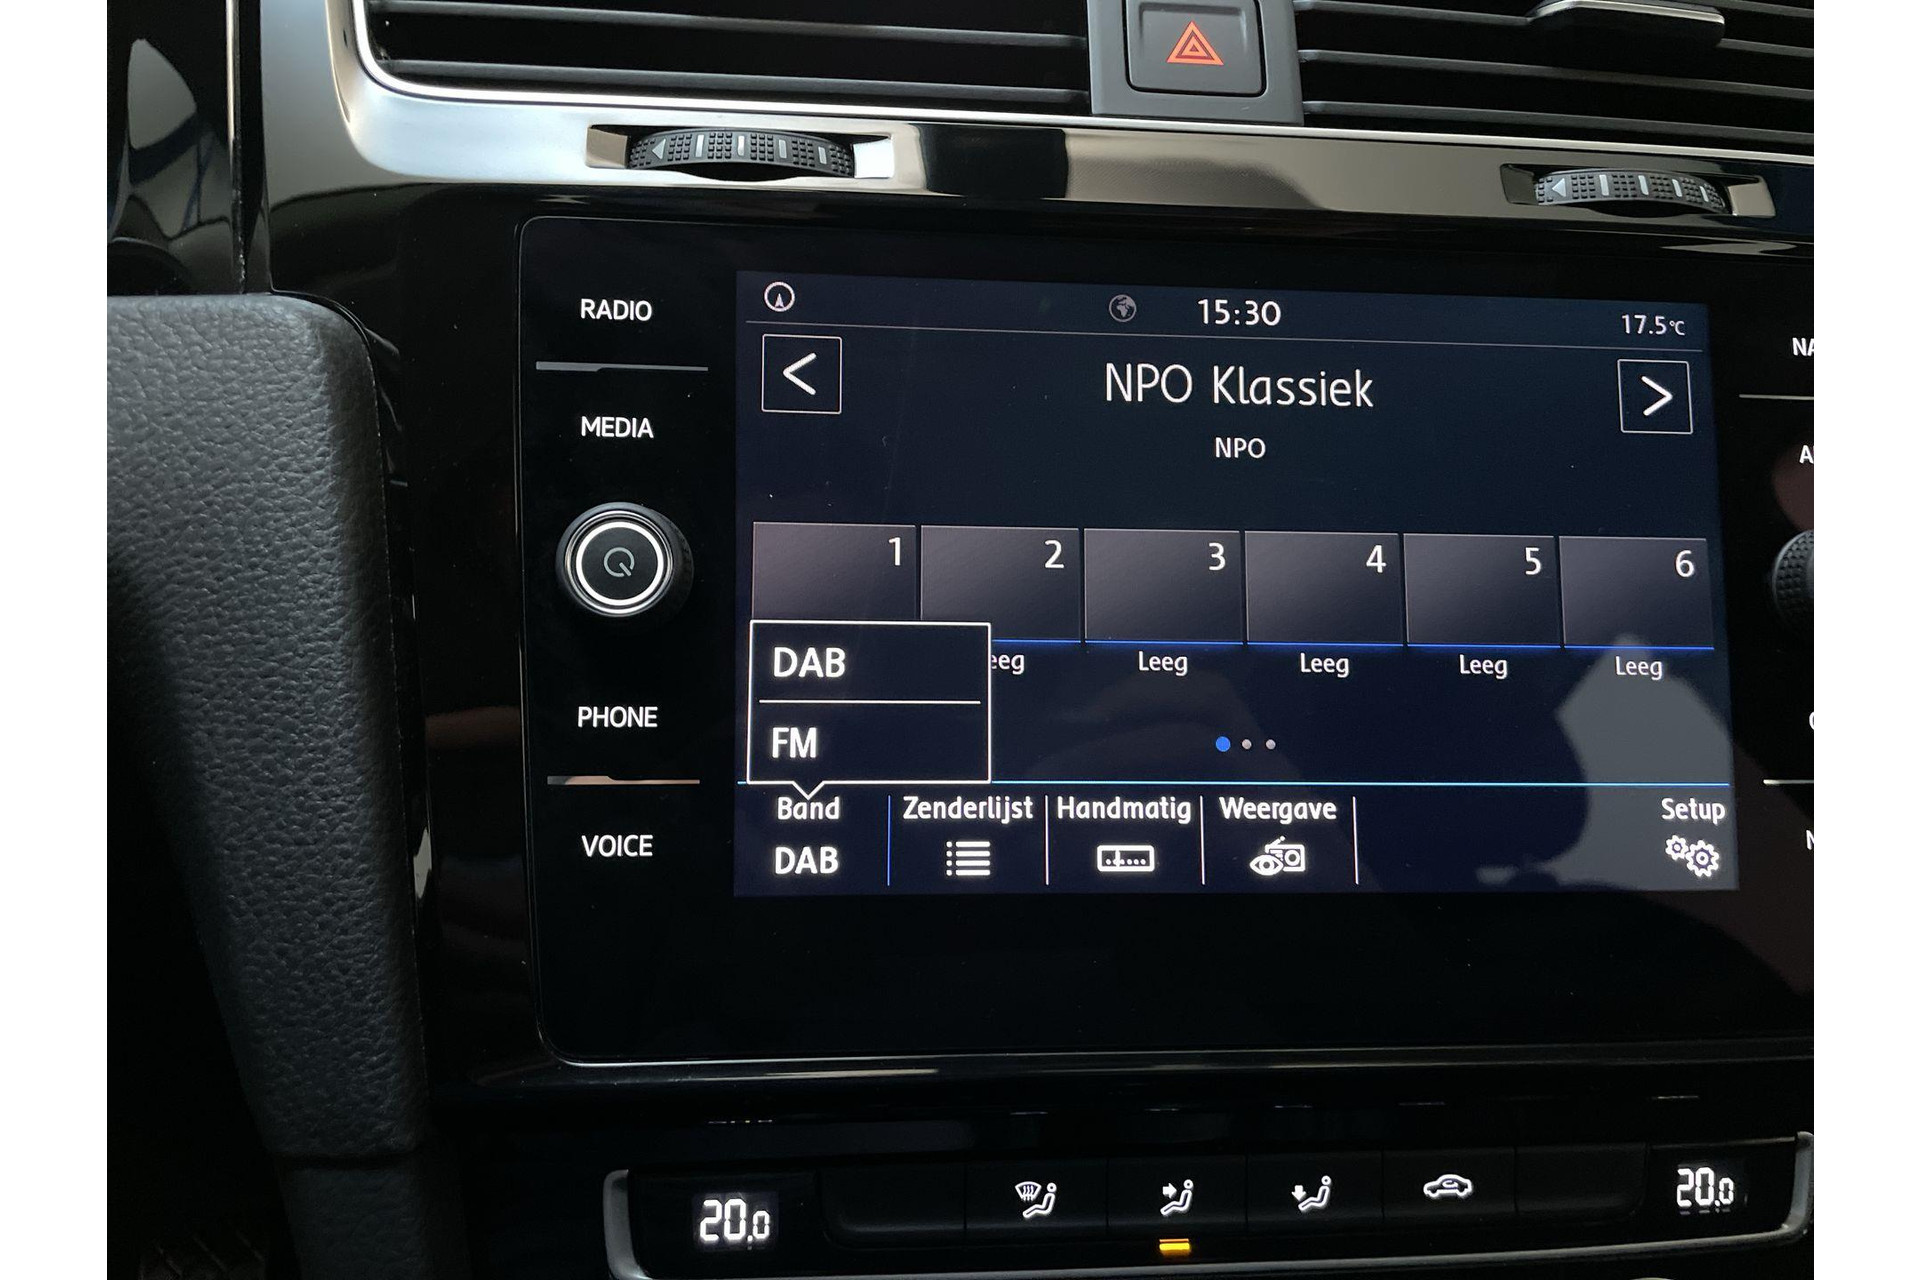 RADIO
MEDIA
PHONE
VOICE
15:30
17.5°C
<
NPO Klassiek
>
NPO
1
2
3
4
5
6
DAB
FM
Leeg
Leeg
Leeg
Leeg
Band
DAB
Zenderlijst
Handmatig
Weergave
Setup
20.0
20.0